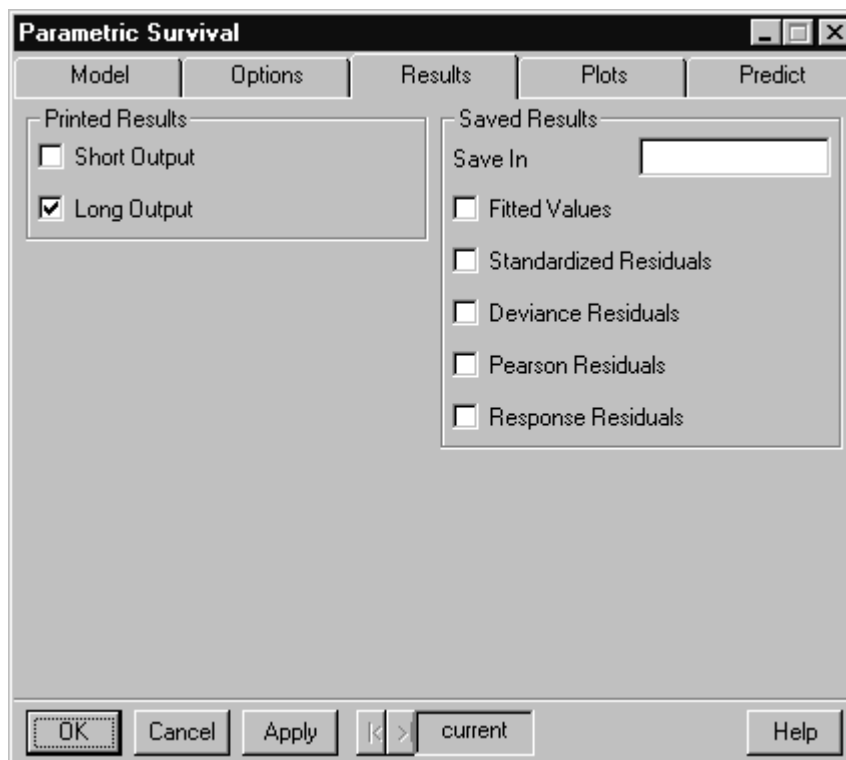 Parametric Survival
Model Options Results Plots Predict
Printed Results
Short Output
Long Output
Saved Results
Save In
Fitted Values
Standardized Residuals
Deviance Residuals
Pearson Residuals
Response Residuals
OK Cancel Apply |< >| current Help